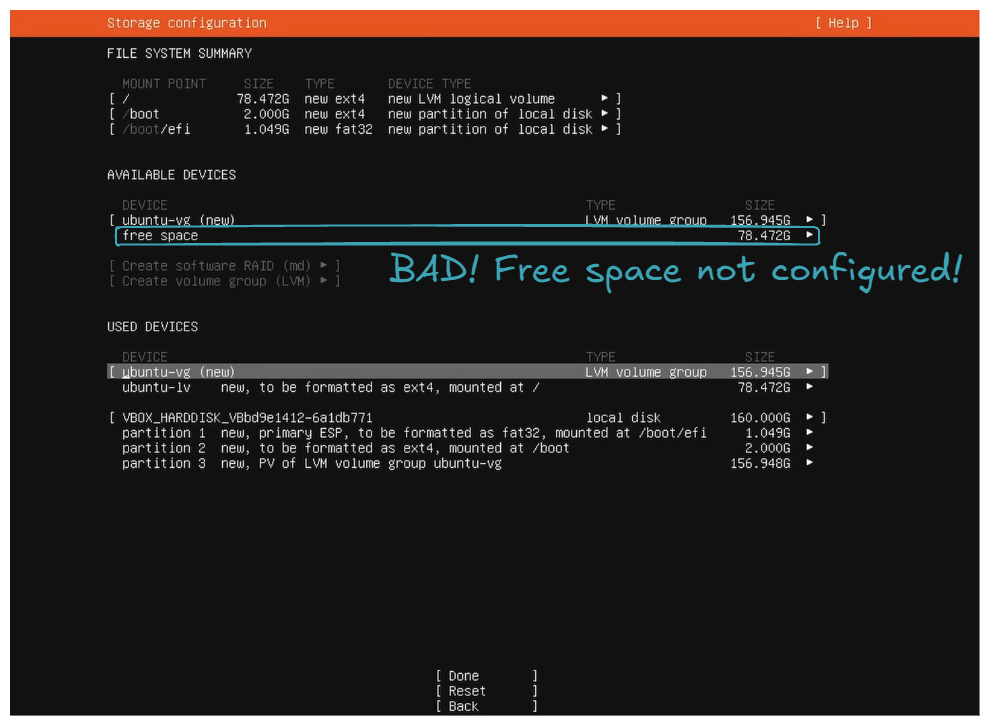 Storage configuration [ Help ]
FILE SYSTEM SUMMARY
MOUNT POINT SIZE TYPE DEVICE TYPE
[ / 78.472G new ext4 new LVM logical volume ▸ ]
[ /boot 2.000G new ext4 new partition of local disk ▸ ]
[ /boot/efi 1.049G new fat32 new partition of local disk ▸ ]
AVAILABLE DEVICES
DEVICE TYPE SIZE
[ ubuntu-vg (new) LVM volume group 156.945G ▸ ]
free space 78.472G ▸
[ Create software RAID (md) ▸ ]
[ Create volume group (LVM) ▸ ]
BAD! Free space not configured!
USED DEVICES
DEVICE TYPE SIZE
[ ubuntu-vg (new) LVM volume group 156.945G ▸ ]
ubuntu-lv new, to be formatted as ext4, mounted at / 78.472G ▸
[ VBOX_HARDDISK_VBbd9e1412-6a1db771 local disk 160.000G ▸ ]
partition 1 new, primary ESP, to be formatted as fat32, mounted at /boot/efi 1.049G ▸
partition 2 new, to be formatted as ext4, mounted at /boot 2.000G ▸
partition 3 new, PV of LVM volume group ubuntu-vg 156.948G ▸
[ Done ]
[ Reset ]
[ Back ]